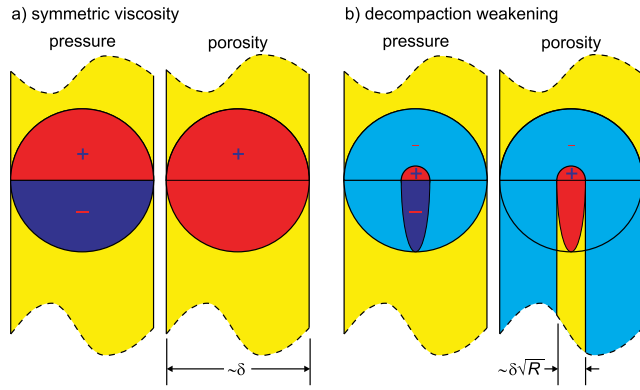 a) symmetric viscosity
pressure
porosity
+
−
+
~δ
b) decompaction weakening
pressure
porosity
−
+
−
−
+
~δ√R